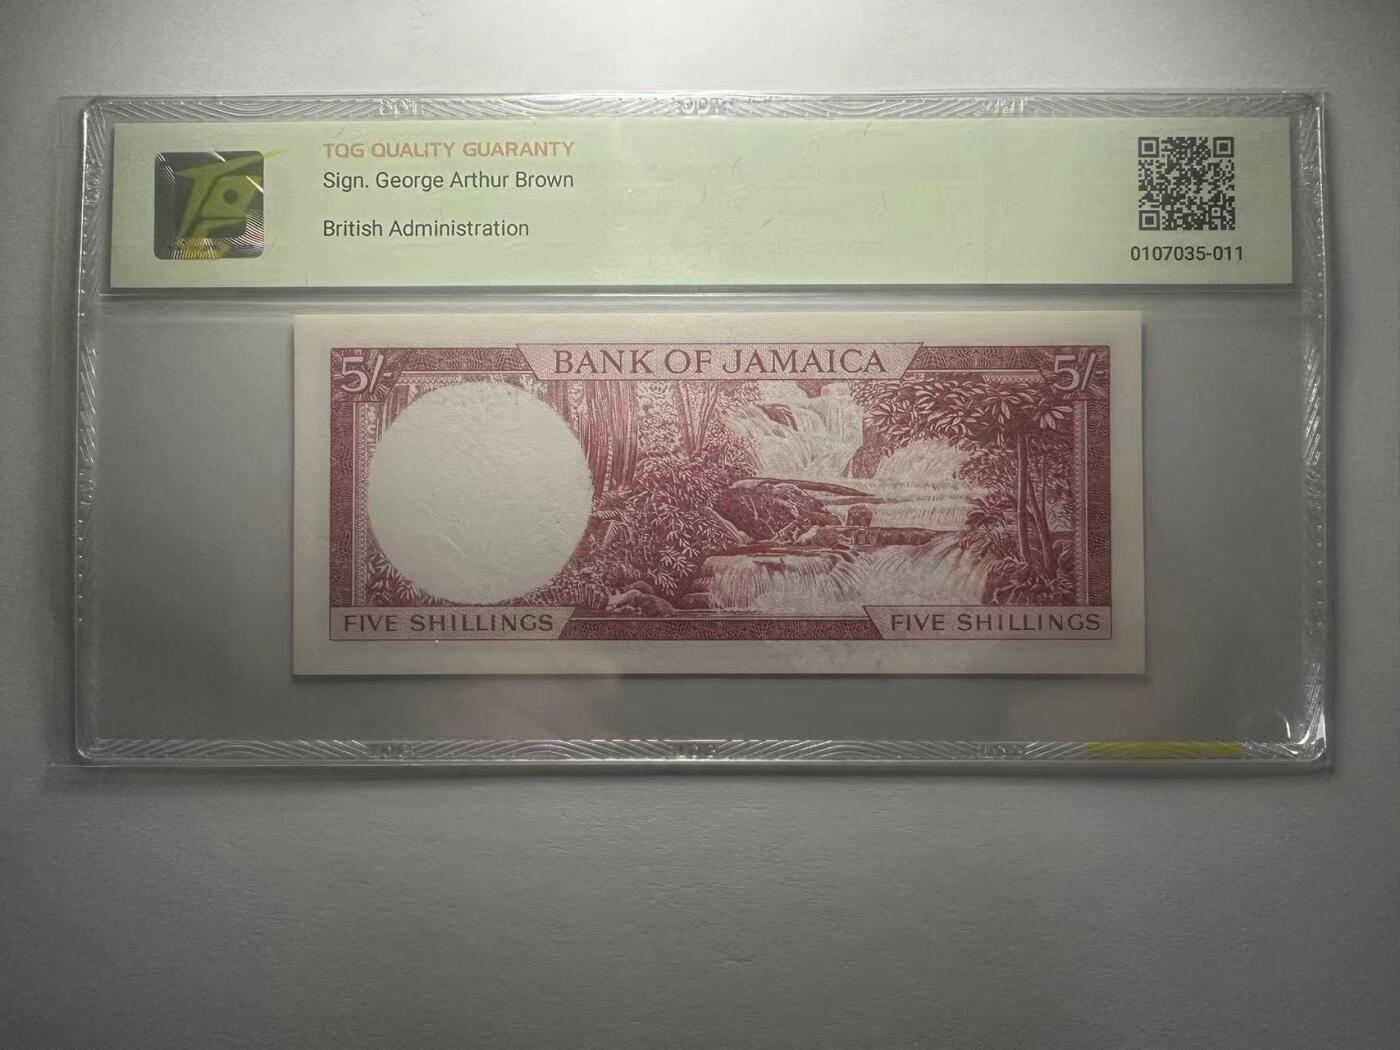 TQG QUALITY GUARANTY
Sign. George Arthur Brown
British Administration
0107035-011
5/- BANK OF JAMAICA 5/-
FIVE SHILLINGS FIVE SHILLINGS